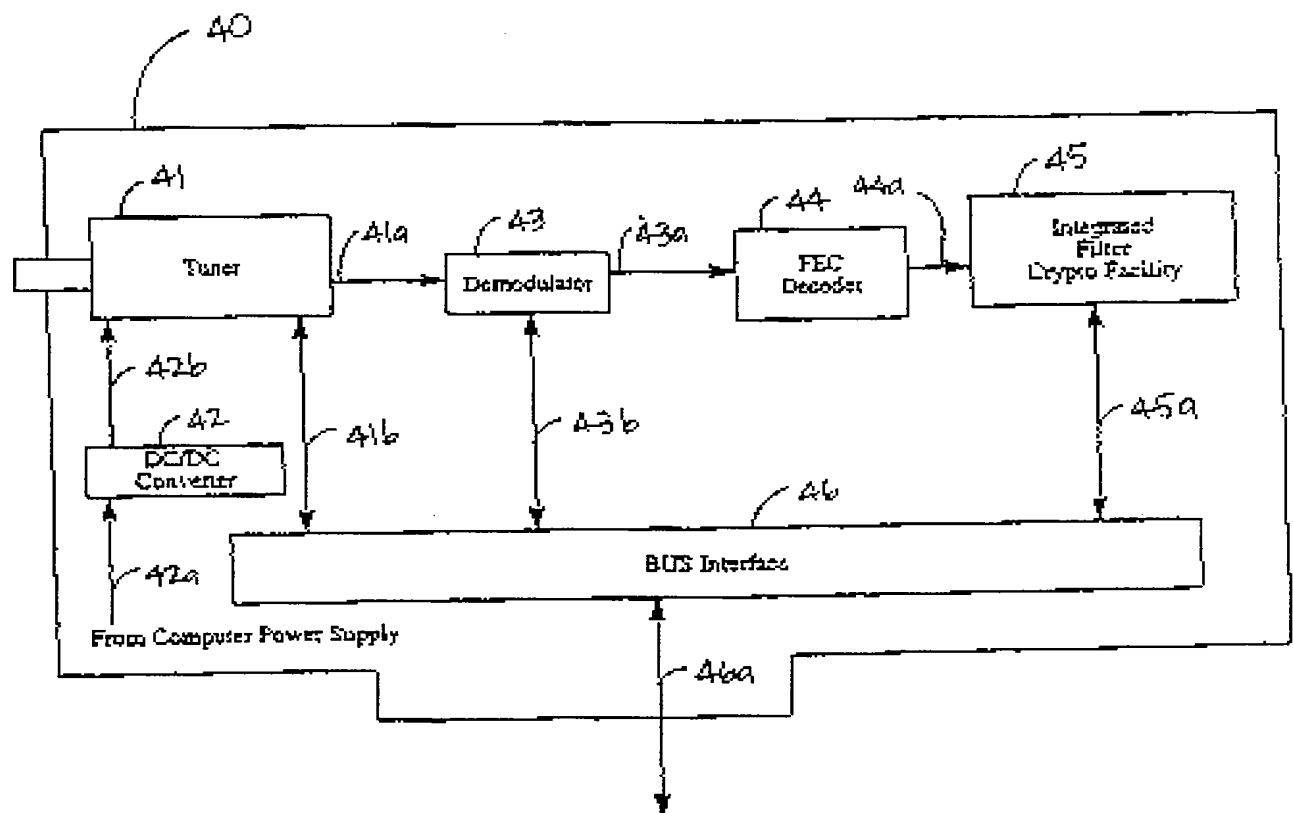 40
41
Tuner
41a
43
Demodulator
43a
44
FEC
Decoder
44a
45
Integrated
Filter
Crypto Facility
42b
42
DC/DC
Converter
41b
43b
45a
46
BUS Interface
42a
From Computer Power Supply
46a